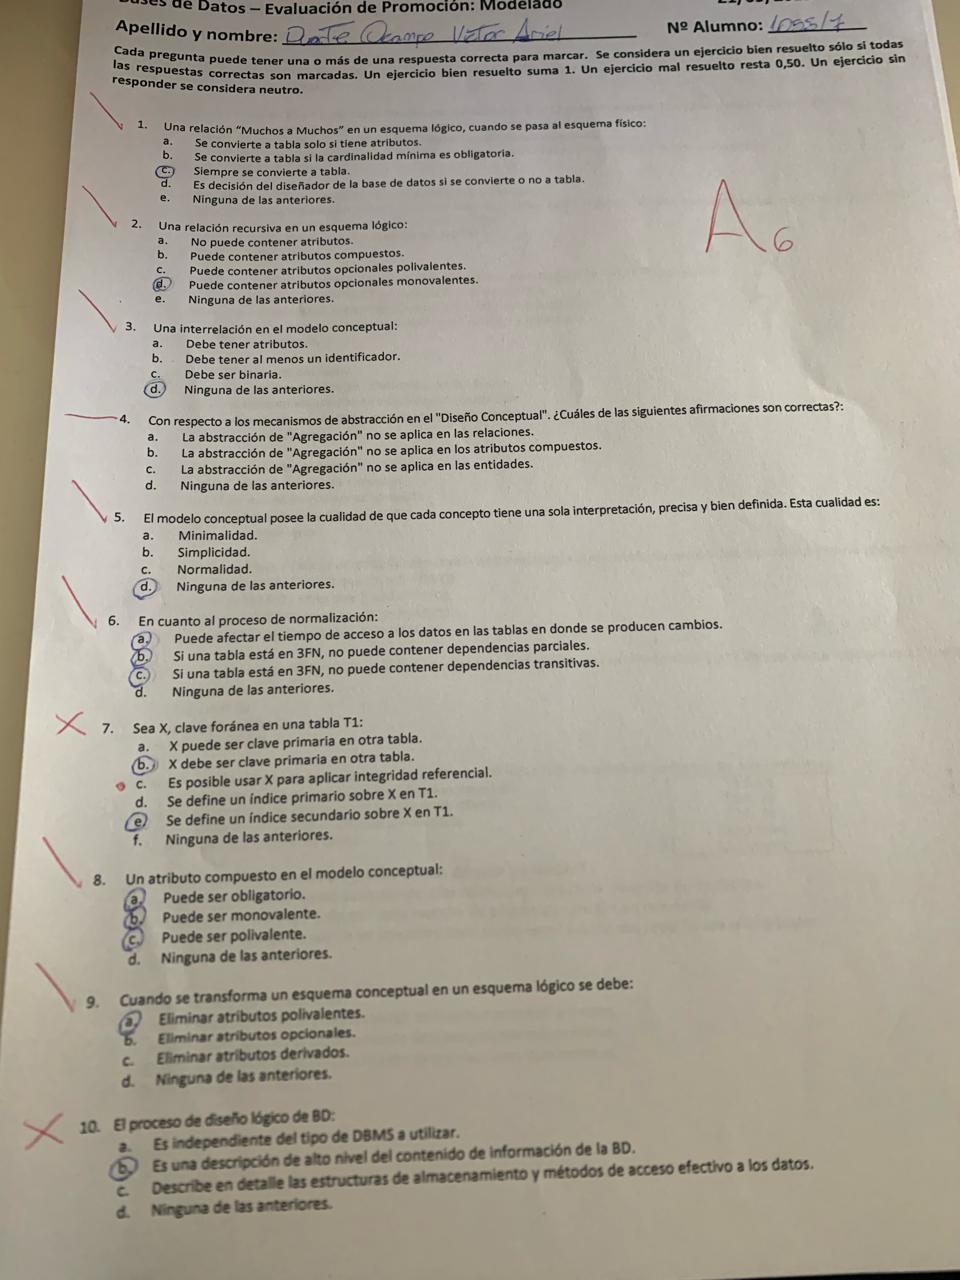 de Datos – Evaluación de Promoción: Modelado
Apellido y nombre: Duarte Ocampo Víctor Ariel Nº Alumno: 1055/7
Cada pregunta puede tener una o más de una respuesta correcta para marcar. Se considera un ejercicio bien resuelto sólo si todas
las respuestas correctas son marcadas. Un ejercicio bien resuelto suma 1. Un ejercicio mal resuelto resta 0,50. Un ejercicio sin
responder se considera neutro.
1. Una relación "Muchos a Muchos" en un esquema lógico, cuando se pasa al esquema físico:
a. Se convierte a tabla solo si tiene atributos.
b. Se convierte a tabla si la cardinalidad mínima es obligatoria.
c. Siempre se convierte a tabla.
d. Es decisión del diseñador de la base de datos si se convierte o no a tabla.
e. Ninguna de las anteriores.
A6
2. Una relación recursiva en un esquema lógico:
a. No puede contener atributos.
b. Puede contener atributos compuestos.
c. Puede contener atributos opcionales polivalentes.
d. Puede contener atributos opcionales monovalentes.
e. Ninguna de las anteriores.
3. Una interrelación en el modelo conceptual:
a. Debe tener atributos.
b. Debe tener al menos un identificador.
c. Debe ser binaria.
d. Ninguna de las anteriores.
4. Con respecto a los mecanismos de abstracción en el "Diseño Conceptual". ¿Cuáles de las siguientes afirmaciones son correctas?:
a. La abstracción de "Agregación" no se aplica en las relaciones.
b. La abstracción de "Agregación" no se aplica en los atributos compuestos.
c. La abstracción de "Agregación" no se aplica en las entidades.
d. Ninguna de las anteriores.
5. El modelo conceptual posee la cualidad de que cada concepto tiene una sola interpretación, precisa y bien definida. Esta cualidad es:
a. Minimalidad.
b. Simplicidad.
c. Normalidad.
d. Ninguna de las anteriores.
6. En cuanto al proceso de normalización:
a. Puede afectar el tiempo de acceso a los datos en las tablas en donde se producen cambios.
b. Si una tabla está en 3FN, no puede contener dependencias parciales.
c. Si una tabla está en 3FN, no puede contener dependencias transitivas.
d. Ninguna de las anteriores.
7. Sea X, clave foránea en una tabla T1:
a. X puede ser clave primaria en otra tabla.
b. X debe ser clave primaria en otra tabla.
c. Es posible usar X para aplicar integridad referencial.
d. Se define un índice primario sobre X en T1.
e. Se define un índice secundario sobre X en T1.
f. Ninguna de las anteriores.
8. Un atributo compuesto en el modelo conceptual:
a. Puede ser obligatorio.
b. Puede ser monovalente.
c. Puede ser polivalente.
d. Ninguna de las anteriores.
9. Cuando se transforma un esquema conceptual en un esquema lógico se debe:
a. Eliminar atributos polivalentes.
b. Eliminar atributos opcionales.
c. Eliminar atributos derivados.
d. Ninguna de las anteriores.
10. El proceso de diseño lógico de BD:
a. Es independiente del tipo de DBMS a utilizar.
b. Es una descripción de alto nivel del contenido de información de la BD.
c. Describe en detalle las estructuras de almacenamiento y métodos de acceso efectivo a los datos.
d. Ninguna de las anteriores.